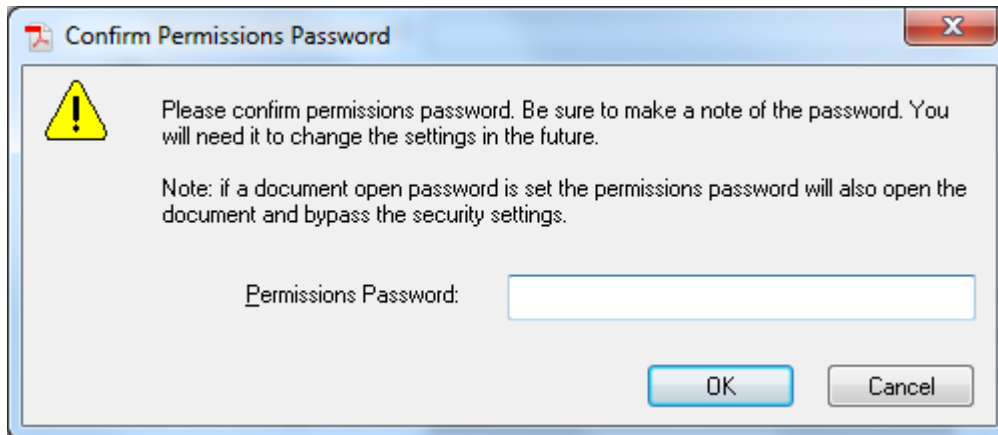 Confirm Permissions Password
Please confirm permissions password. Be sure to make a note of the password. You
will need it to change the settings in the future.
Note: if a document open password is set the permissions password will also open the
document and bypass the security settings.
Permissions Password:
OK
Cancel